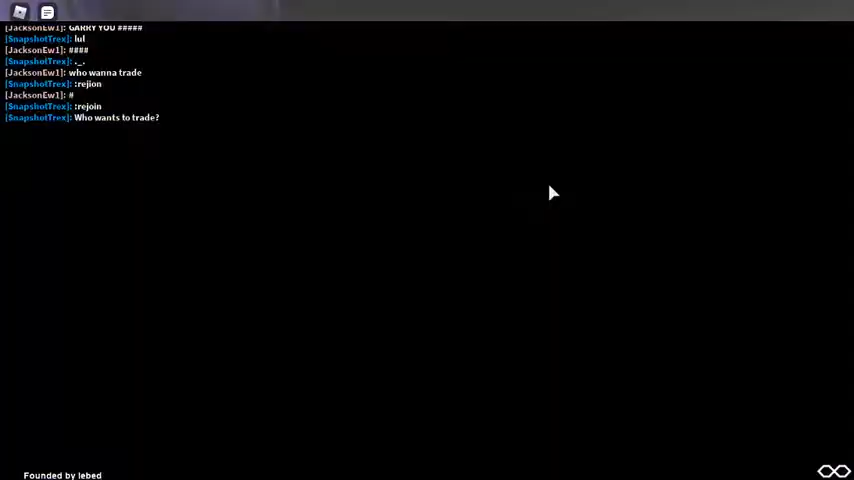 [JacksonEw1]: GARRY YOU #####
[SnapshotTrex]: lul
[JacksonEw1]: ####
[SnapshotTrex]: ._.
[JacksonEw1]: who wanna trade
[SnapshotTrex]: :rejion
[JacksonEw1]: #
[SnapshotTrex]: :rejoin
[SnapshotTrex]: Who wants to trade?
Founded by lebed